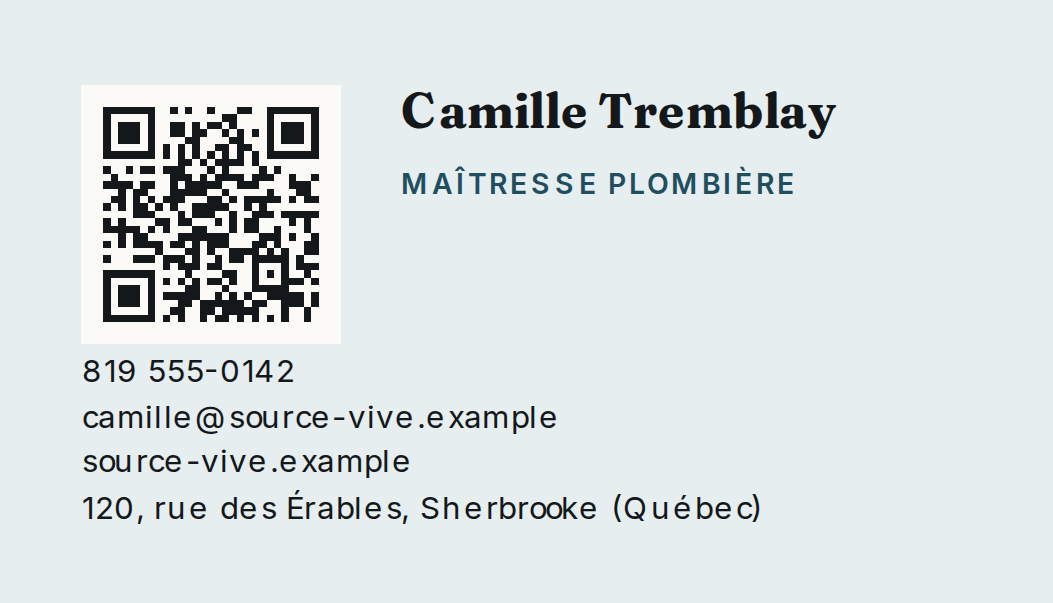 Camille Tremblay
MAÎTRESSE PLOMBIÈRE
819 555-0142
camille@source-vive.example
source-vive.example
120, rue des Érables, Sherbrooke (Québec)